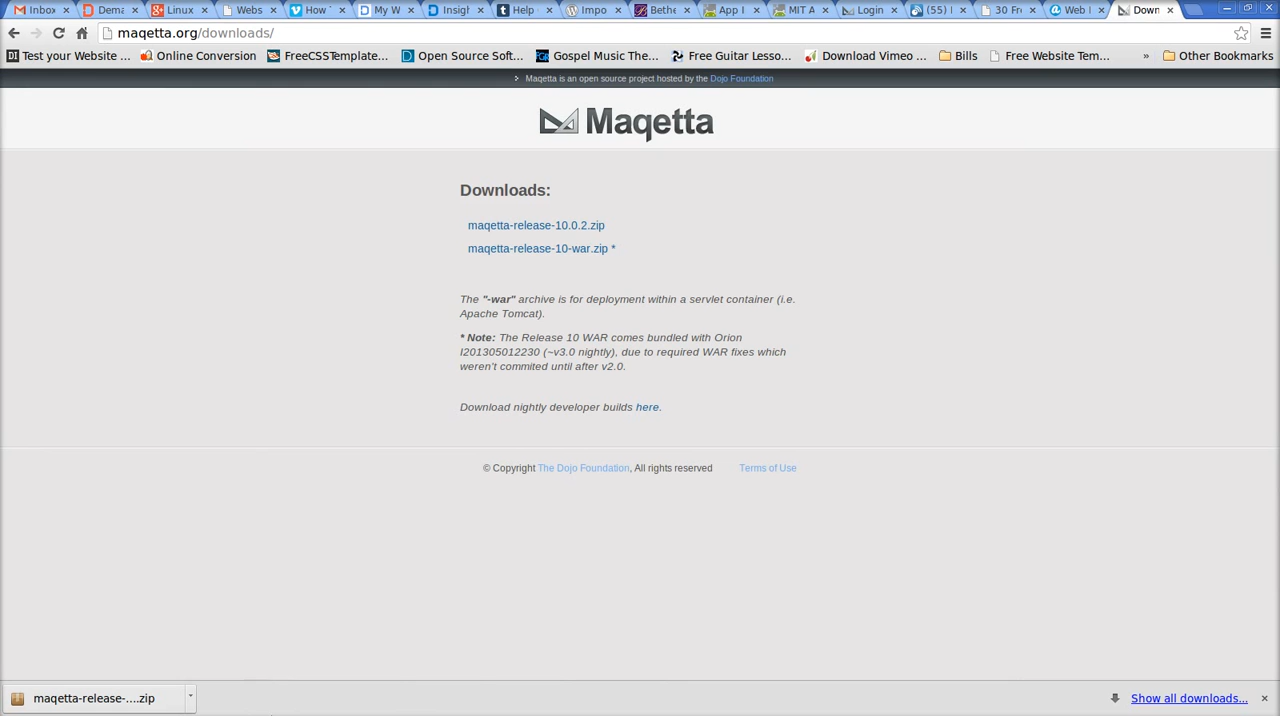 Inbox
Dema
Linux
Webs
How
My W
Insigh
Help
Impo
Bethe
App I
MIT A
Login
(55)
30 Fr
Web
Down
maqetta.org/downloads/
Test your Website ...
Online Conversion
FreeCSSTemplate...
Open Source Soft...
Gospel Music The...
Free Guitar Lesso...
Download Vimeo ...
Bills
Free Website Tem...
»
Other Bookmarks
Maqetta is an open source project hosted by the Dojo Foundation
Maqetta
Downloads:
maqetta-release-10.0.2.zip
maqetta-release-10-war.zip *
The "-war" archive is for deployment within a servlet container (i.e.
Apache Tomcat).
* Note: The Release 10 WAR comes bundled with Orion
I201305012230 (~v3.0 nightly), due to required WAR fixes which
weren't commited until after v2.0.
Download nightly developer builds here.
© Copyright The Dojo Foundation, All rights reserved
Terms of Use
maqetta-release-....zip
Show all downloads...